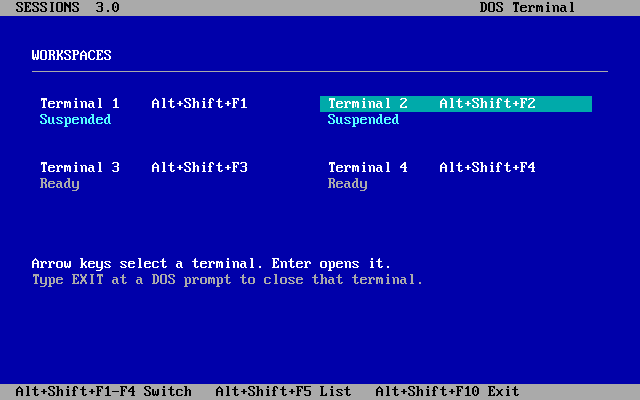 SESSIONS 3.0 DOS Terminal
WORKSPACES
Terminal 1 Alt+Shift+F1 Terminal 2 Alt+Shift+F2
Suspended Suspended
Terminal 3 Alt+Shift+F3 Terminal 4 Alt+Shift+F4
Ready Ready
Arrow keys select a terminal. Enter opens it.
Type EXIT at a DOS prompt to close that terminal.
Alt+Shift+F1-F4 Switch Alt+Shift+F5 List Alt+Shift+F10 Exit